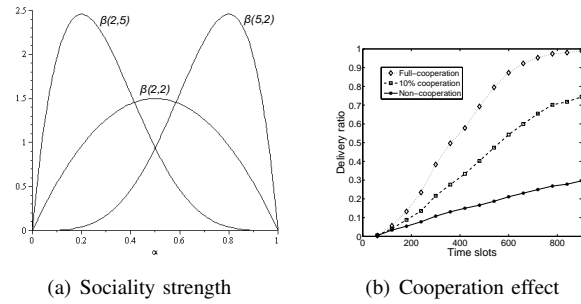 2.5
2
1.5
1
0.5
0
0
0.2
0.4
0.6
0.8
1
α
β(2,5)
β(5,2)
β(2,2)
(a) Sociality strength
1
0.9
0.8
0.7
0.6
0.5
0.4
0.3
0.2
0.1
0
0
200
400
600
800
Delivery ratio
Time slots
Full-cooperation
10% cooperation
Non-cooperation
(b) Cooperation effect